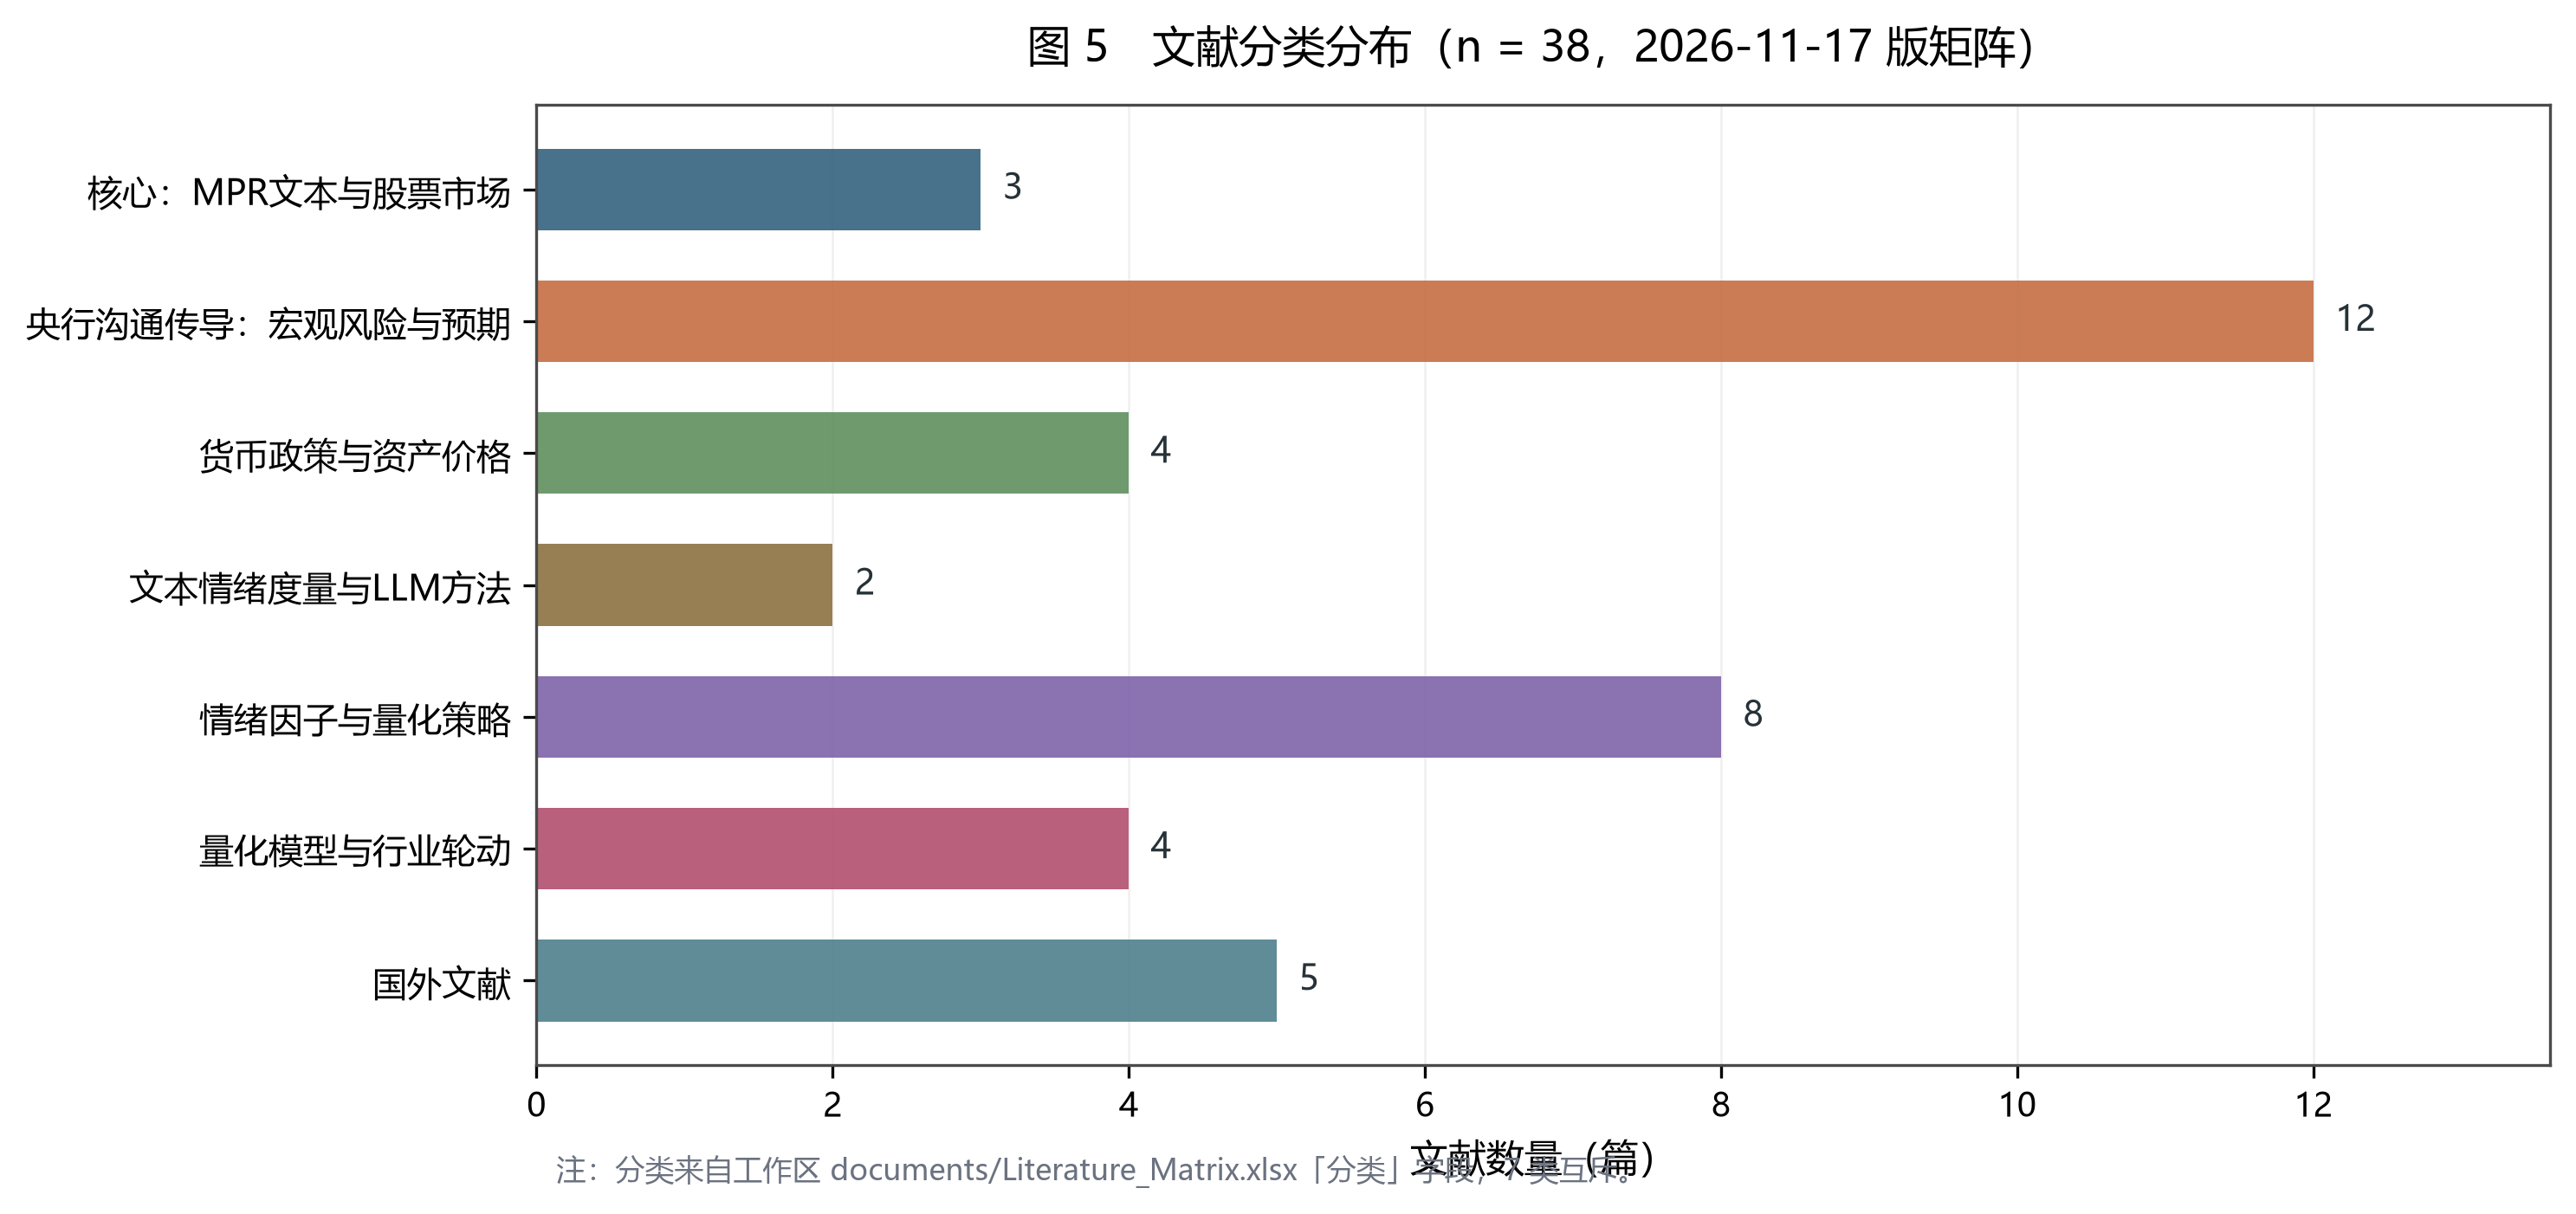 图 5　文献分类分布（n = 38，2026-11-17 版矩阵）
核心：MPR文本与股票市场
3
央行沟通传导：宏观风险与预期
12
货币政策与资产价格
4
文本情绪度量与LLM方法
2
情绪因子与量化策略
8
量化模型与行业轮动
4
国外文献
5
0 2 4 6 8 10 12
文献数量（篇）
注：分类来自工作区 documents/Literature_Matrix.xlsx「分类」字段，7 类互斥。